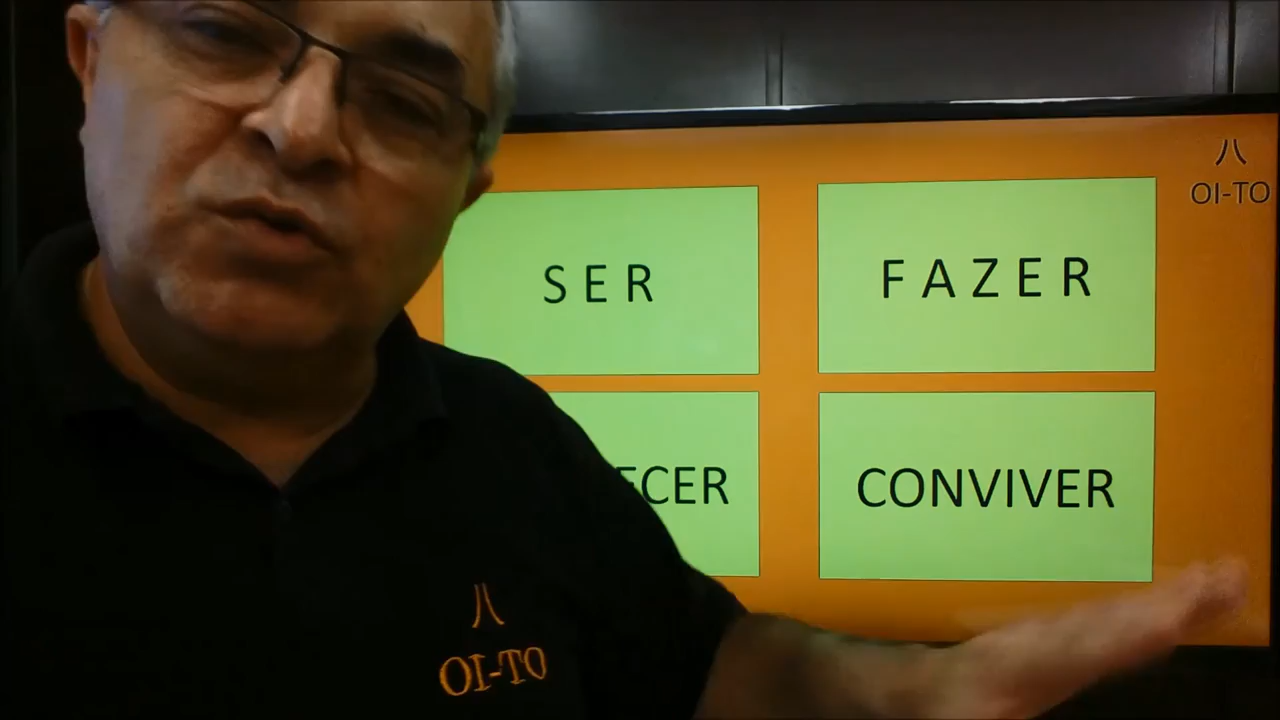 八
OI-TO
SER
FAZER
CONVIVER
八
OI-TO